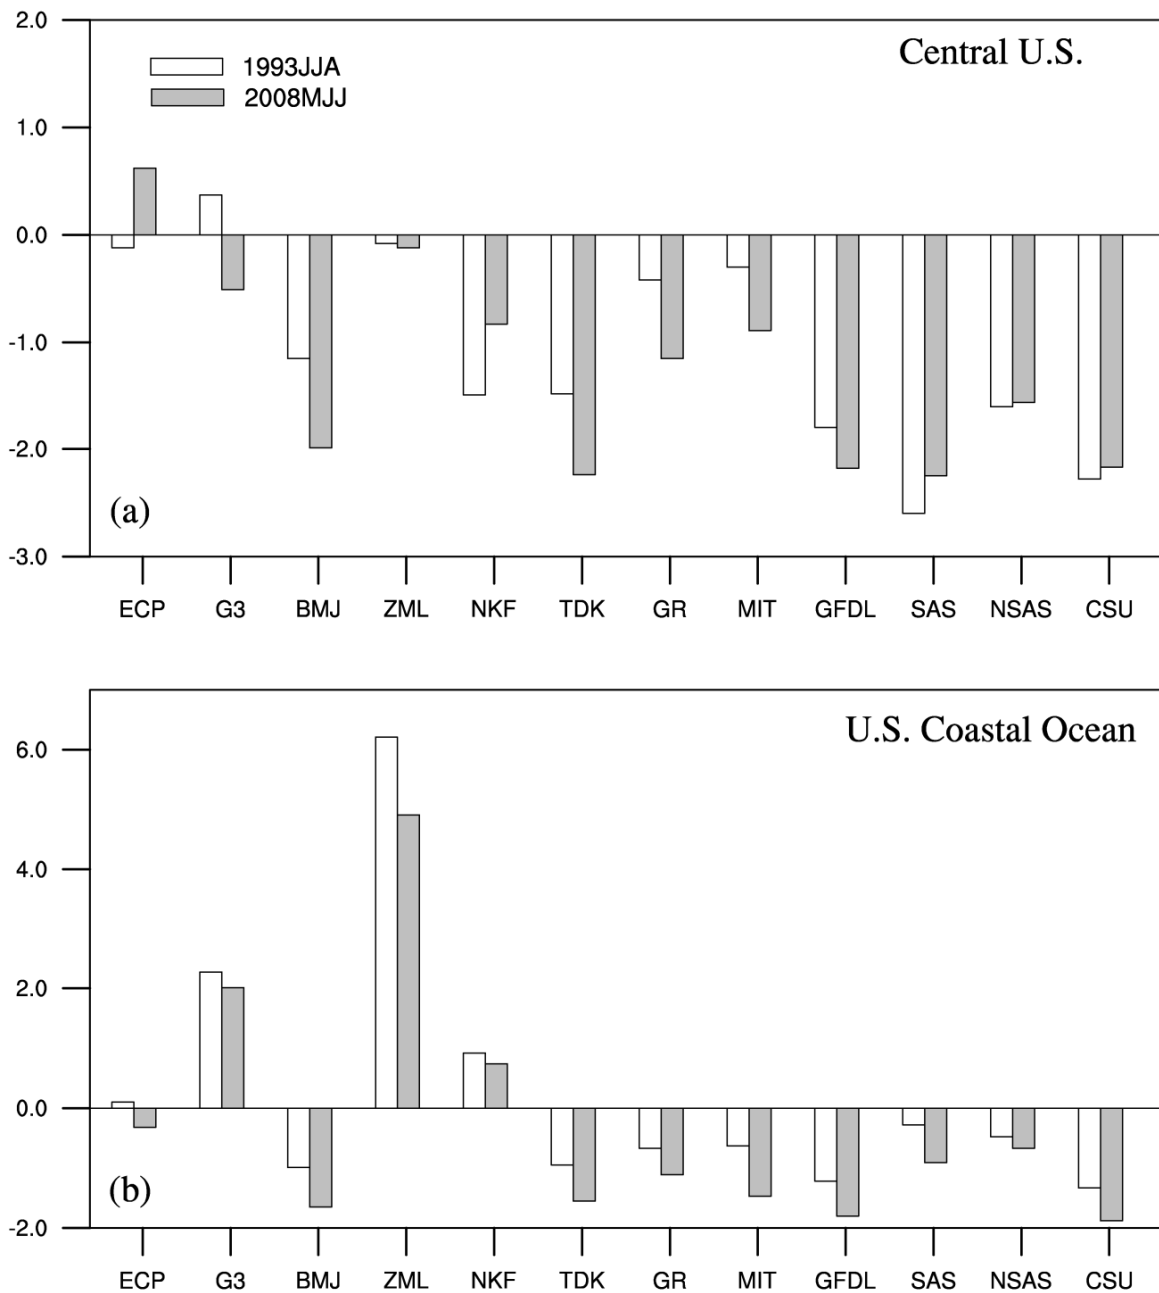 2.0
Central U.S.
1993JJA
2008MJJ
1.0
0.0
-1.0
-2.0
(a)
-3.0
ECP G3 BMJ ZML NKF TDK GR MIT GFDL SAS NSAS CSU
U.S. Coastal Ocean
6.0
4.0
2.0
0.0
(b)
-2.0
ECP G3 BMJ ZML NKF TDK GR MIT GFDL SAS NSAS CSU